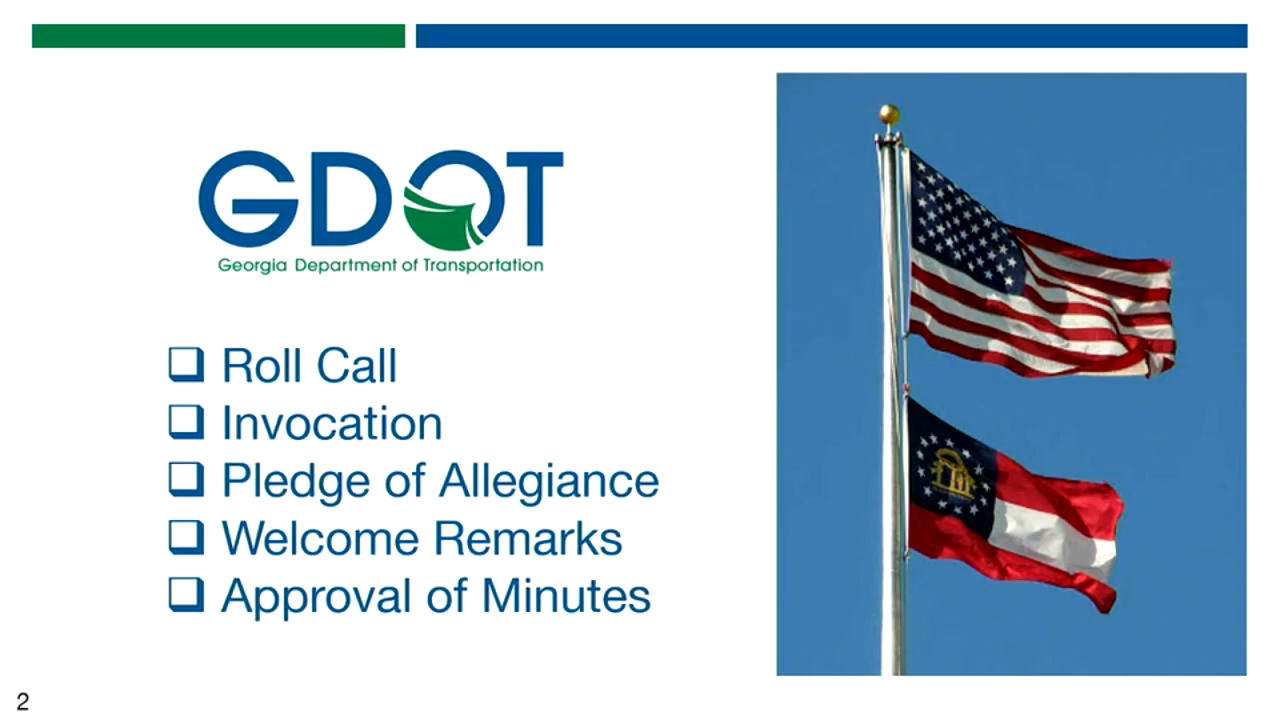 GDOT
Georgia Department of Transportation
Roll Call
Invocation
Pledge of Allegiance
Welcome Remarks
Approval of Minutes
2